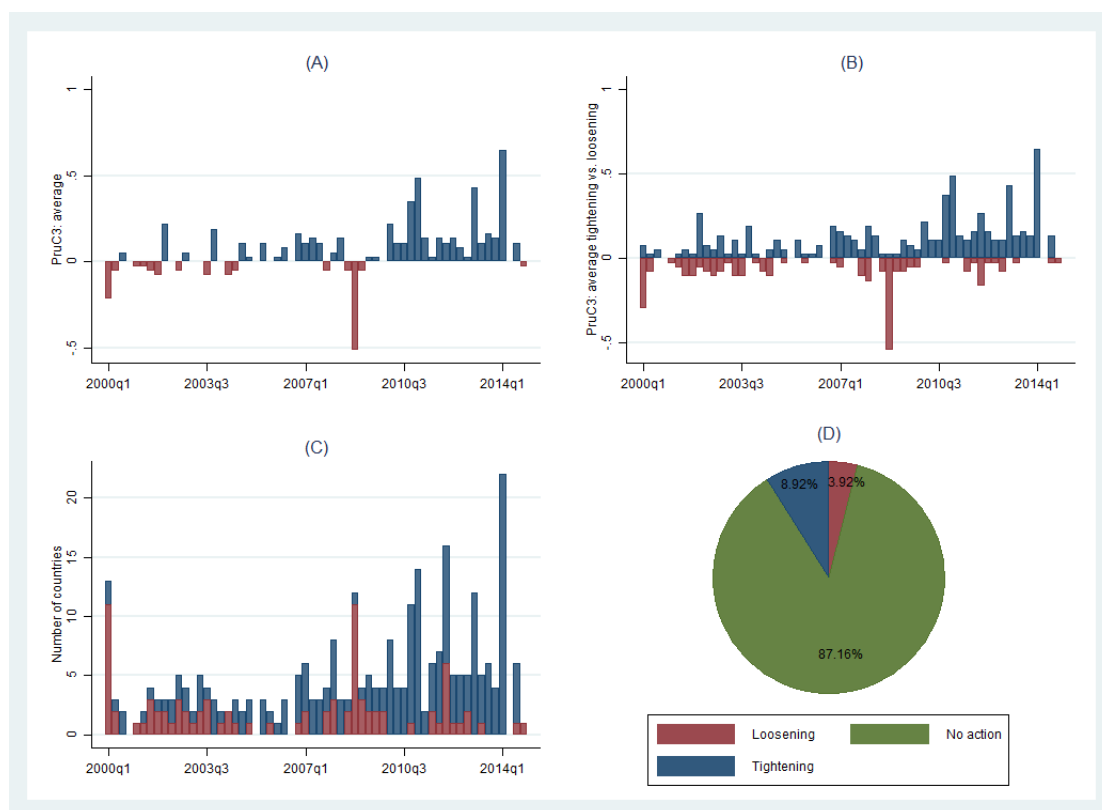 (A)
PruC3: average
1
.5
0
-.5
2000q1 2003q3 2007q1 2010q3 2014q1
(B)
PruC3: average tightening vs. loosening
1
.5
0
-.5
2000q1 2003q3 2007q1 2010q3 2014q1
(C)
Number of countries
20
15
10
5
0
2000q1 2003q3 2007q1 2010q3 2014q1
(D)
8.92% 3.92%
87.16%
Loosening No action
Tightening